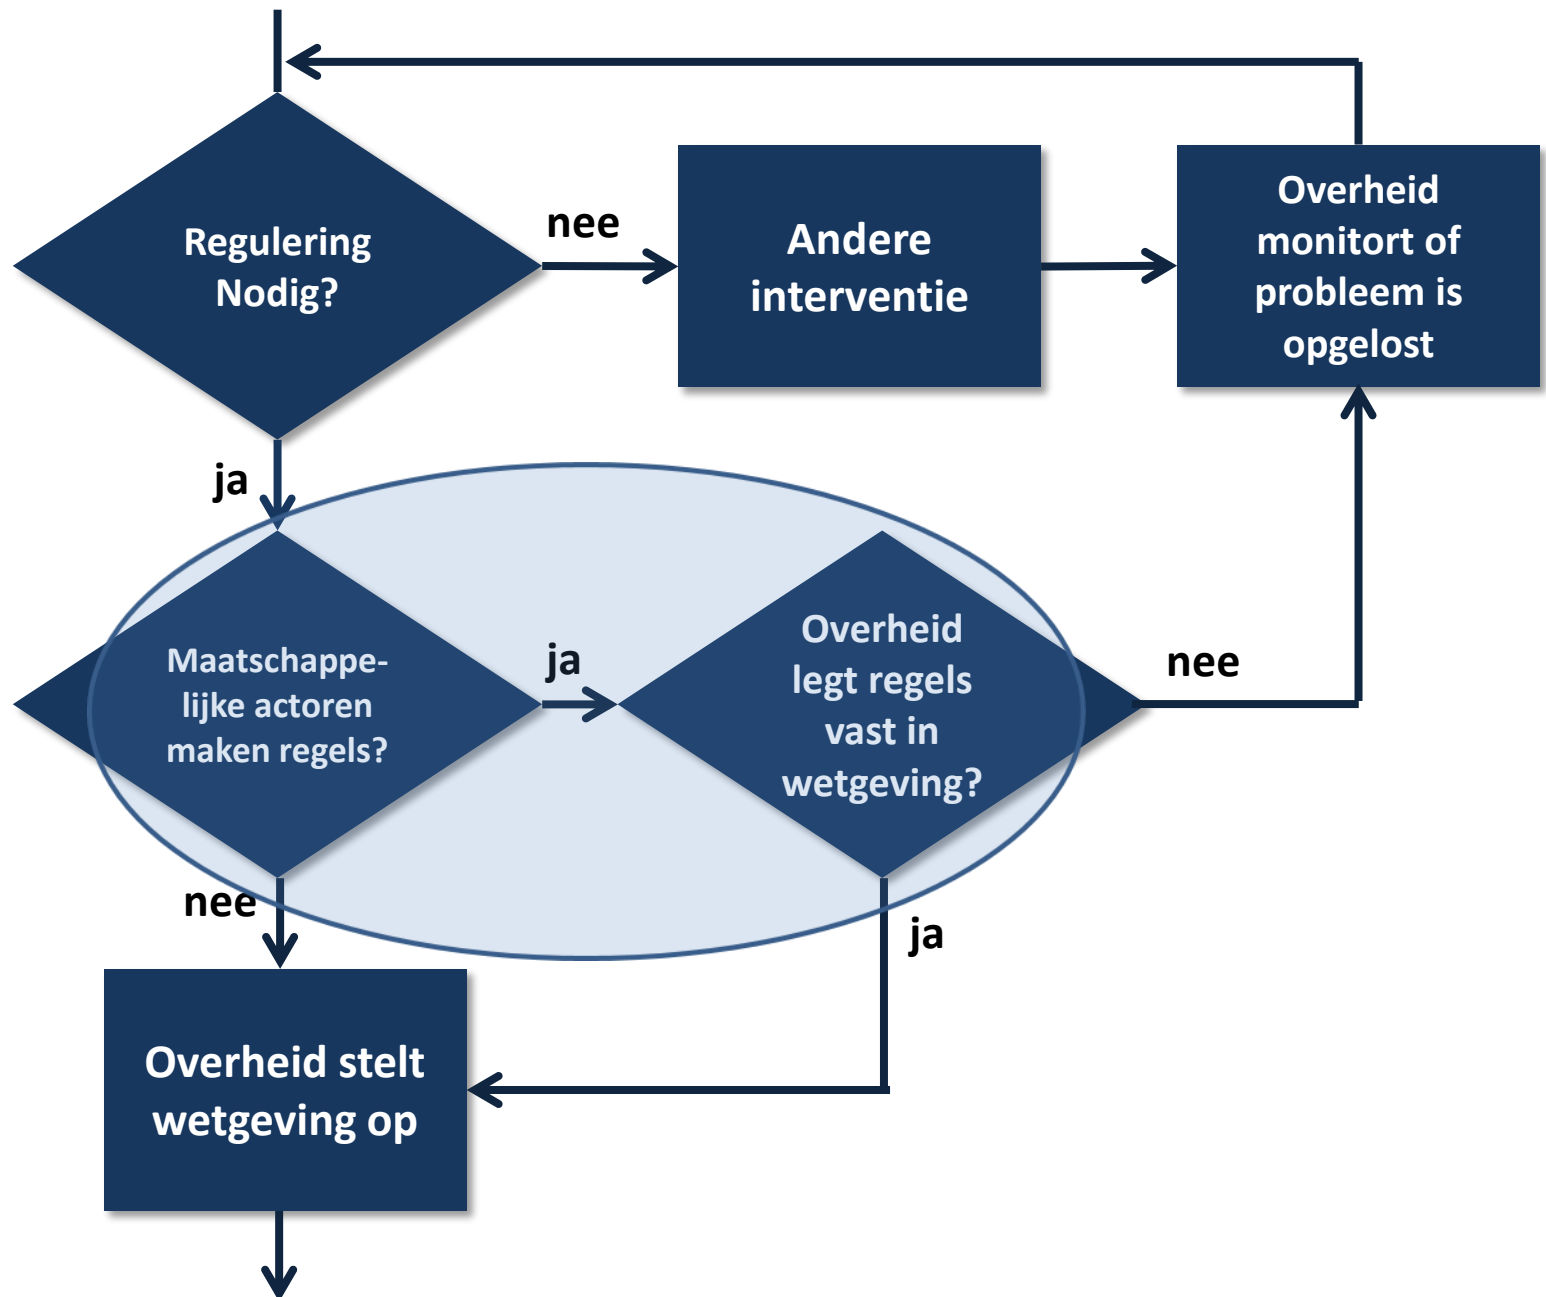 Regulering
Nodig?
nee
Andere
interventie
Overheid
monitort of
probleem is
opgelost
ja
Maatschappe-
lijke actoren
maken regels?
ja
Overheid
legt regels
vast in
wetgeving?
nee
nee
ja
Overheid stelt
wetgeving op